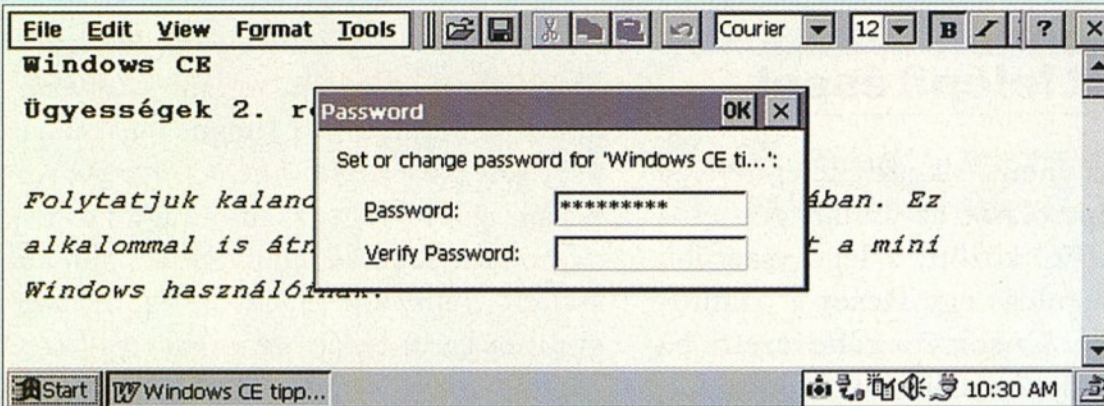 File Edit View Format Tools Courier 12 B I ?
Windows CE
Ügyességek 2. r
Password OK
Set or change password for 'Windows CE ti...':
Folytatjuk kaland ában. Ez
Password: *********
alkalommal is átn t a mini
Verify Password:
Windows használóinak.
Start Windows CE tipp... 10:30 AM